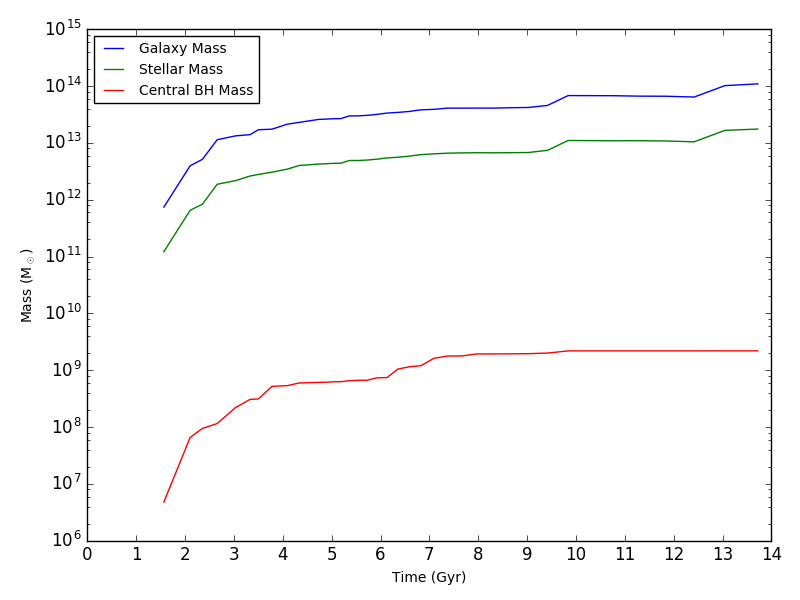 10^15
10^14
10^13
10^12
10^11
10^10
10^9
10^8
10^7
10^6
Galaxy Mass
Stellar Mass
Central BH Mass
Mass (M_⊙)
0 1 2 3 4 5 6 7 8 9 10 11 12 13 14
Time (Gyr)